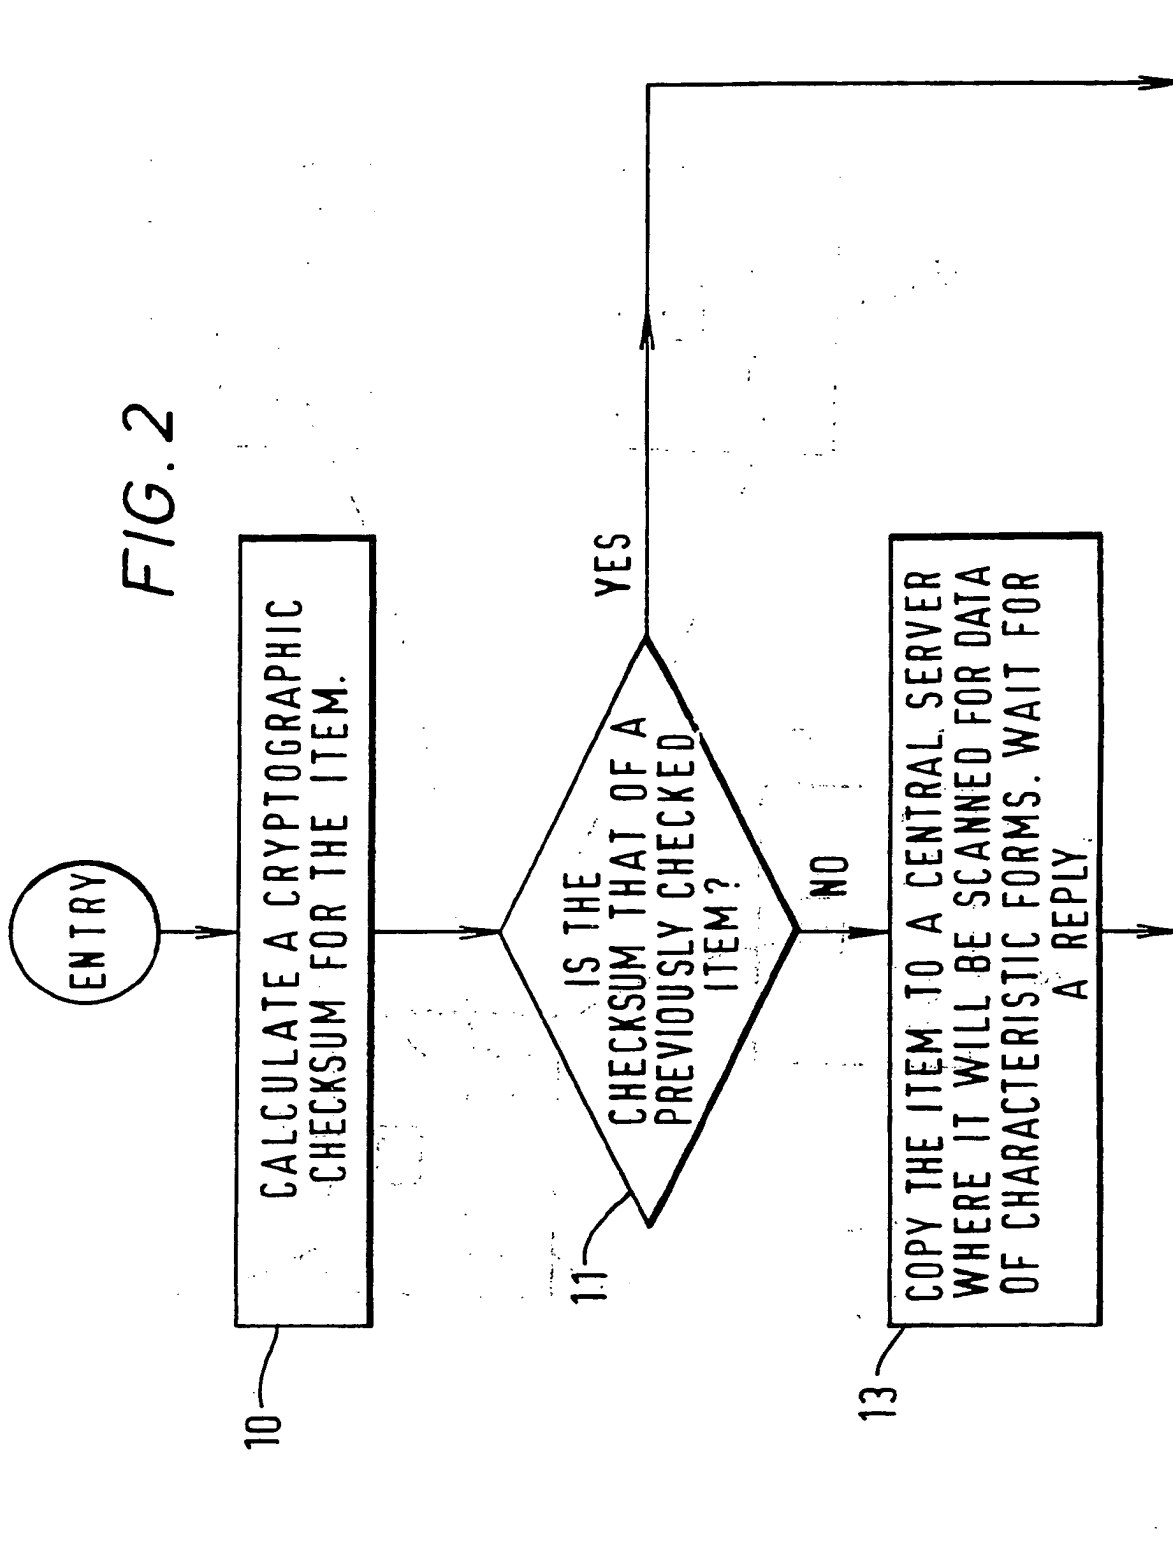 FIG. 2
ENTRY
CALCULATE A CRYPTOGRAPHIC
CHECKSUM FOR THE ITEM.
10
IS THE
CHECKSUM THAT OF A
PREVIOUSLY CHECKED
ITEM?
11
YES
NO
COPY THE ITEM TO A CENTRAL SERVER
WHERE IT WILL BE SCANNED FOR DATA
OF CHARACTERISTIC FORMS. WAIT FOR
A REPLY
13